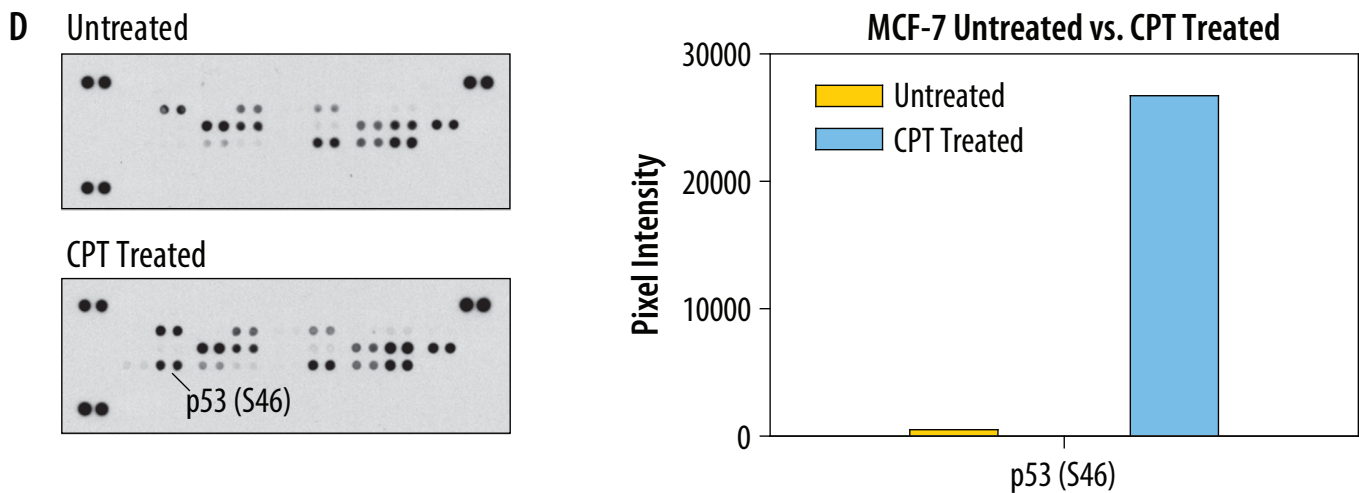 D
Untreated
CPT Treated
p53 (S46)
MCF-7 Untreated vs. CPT Treated
Pixel Intensity
30000
20000
10000
0
Untreated
CPT Treated
p53 (S46)